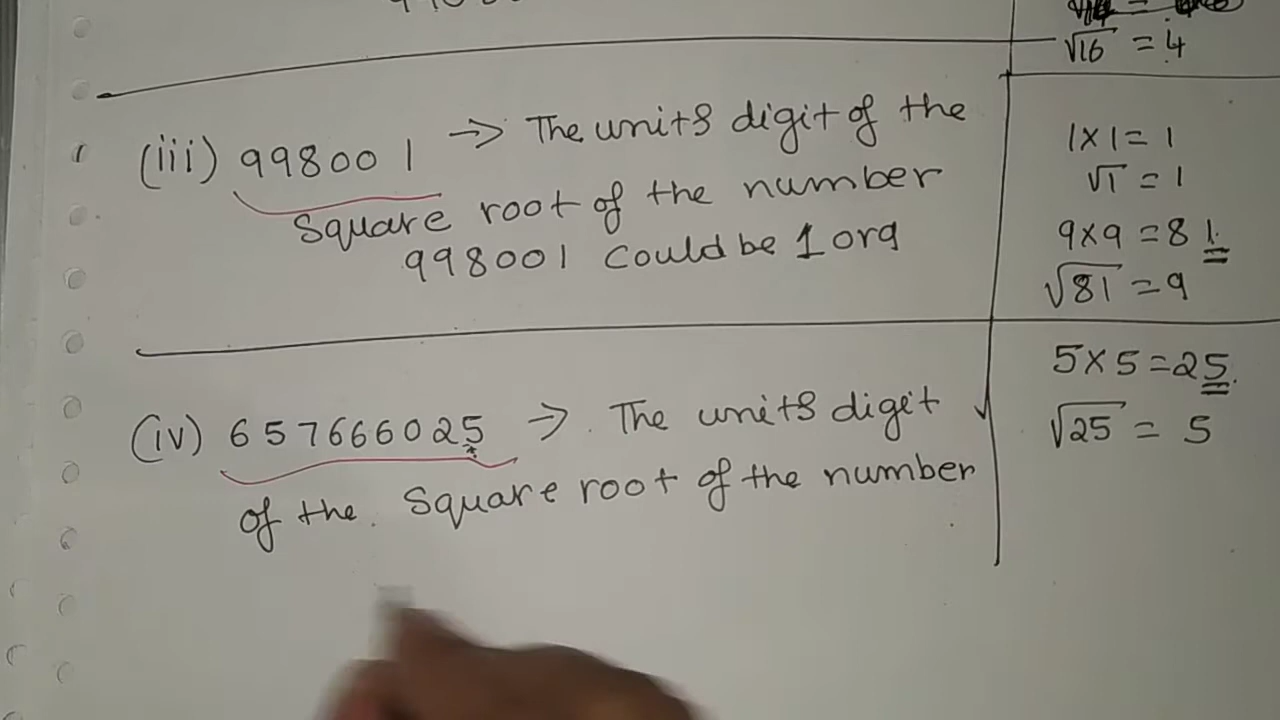 √16 = 4
(iii) 998001 → The units digit of the
square root of the number
998001 could be 1 or 9
1 x 1 = 1
√1 = 1
9 x 9 = 81
√81 = 9
(iv) 657666025 → The units digit
of the square root of the number
5 x 5 = 25
√25 = 5